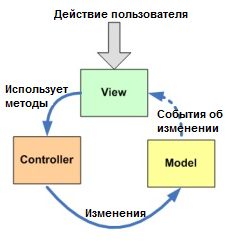 Действие пользователя
Использует
методы
View
События об
изменении
Controller
Model
Изменения